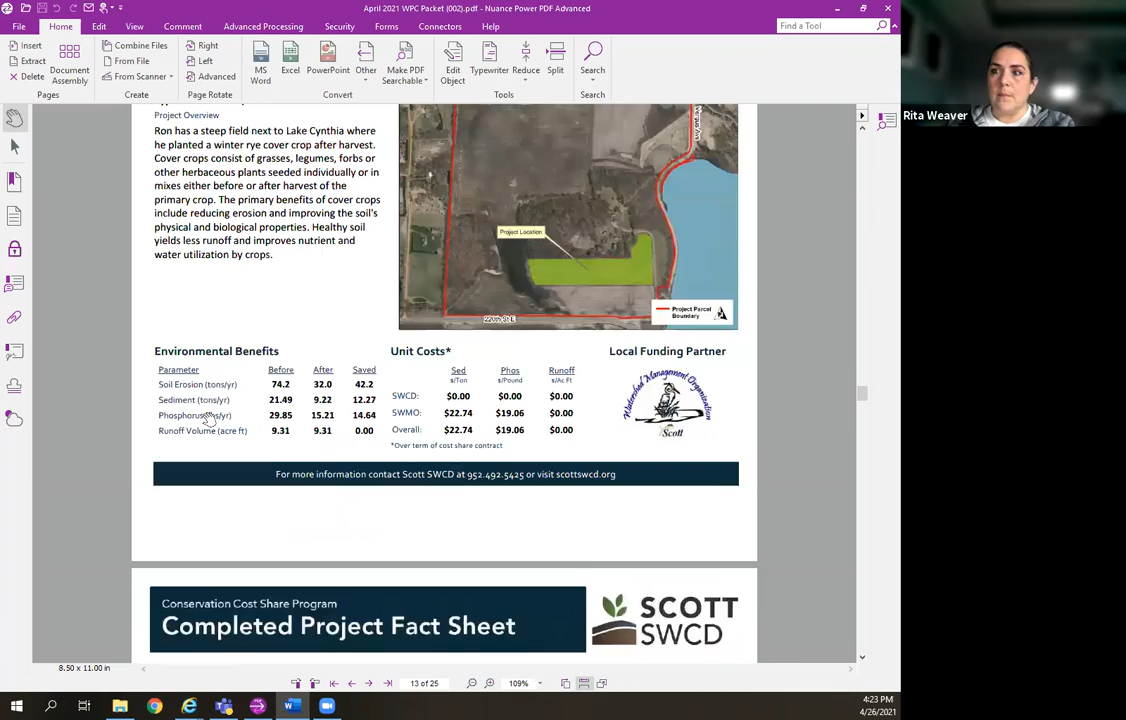 April 2021 WPC Packet (002).pdf - Nuance Power PDF Advanced
File Home Edit View Comment Advanced Processing Security Forms Connectors Help Find a Tool
Insert Combine Files Right
Extract From File Left
Delete From Scanner Advanced
Document Assembly
MS Word Excel PowerPoint Other Make PDF Searchable Edit Object Typewriter Reduce Split Search
Pages Create Page Rotate Convert Tools Search
Rita Weaver
Project Overview
Ron has a steep field next to Lake Cynthia where
he planted a winter rye cover crop after harvest.
Cover crops consist of grasses, legumes, forbs or
other herbaceous plants seeded individually or in
mixes either before or after harvest of the
primary crop. The primary benefits of cover crops
include reducing erosion and improving the soil's
physical and biological properties. Healthy soil
yields less runoff and improves nutrient and
water utilization by crops.
Project Location
220th St E
Project Parcel
Boundary
Environmental Benefits
Parameter Before After Saved
Soil Erosion (tons/yr) 74.2 32.0 42.2
Sediment (tons/yr) 21.49 9.22 12.27
Phosphorus /yr) 29.85 15.21 14.64
Runoff Volume (acre ft) 9.31 9.31 0.00
Unit Costs*
Sed Phos Runoff
$/Ton $/Pound $/Ac Ft
SWCD: $0.00 $0.00 $0.00
SWMO: $22.74 $19.06 $0.00
Overall: $22.74 $19.06 $0.00
*Over term of cost share contract
Local Funding Partner
Watershed Management Organization
Scott
For more information contact Scott SWCD at 952.492.5425 or visit scottswcd.org
Conservation Cost Share Program
Completed Project Fact Sheet
SCOTT
SWCD
8.50 x 11.00 in
13 of 25 109%
4:23 PM
4/26/2021